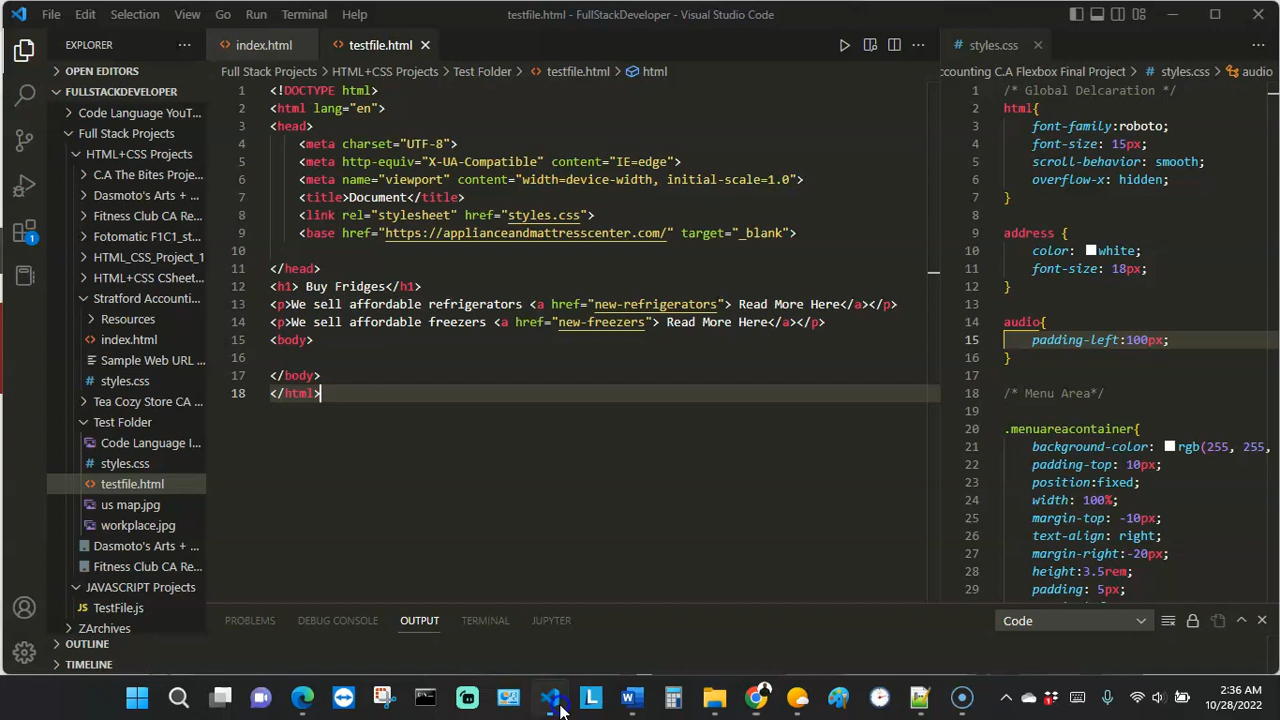 File Edit Selection View Go Run Terminal Help testfile.html - FullStackDeveloper - Visual Studio Code
EXPLORER
index.html testfile.html styles.css
OPEN EDITORS
FULLSTACKDEVELOPER
Code Language YouT...
Full Stack Projects
HTML+CSS Projects
C.A The Bites Proje...
Dasmoto's Arts + ...
Fitness Club CA Re...
Fotomatic F1C1_st...
HTML_CSS_Project_1
HTML+CSS CSheet...
Stratford Accounti...
Resources
index.html
Sample Web URL ...
styles.css
Tea Cozy Store CA ...
Test Folder
Code Language I...
styles.css
testfile.html
us map.jpg
workplace.jpg
Dasmoto's Arts + ...
Fitness Club CA Re...
JAVASCRIPT Projects
TestFile.js
ZArchives
OUTLINE
TIMELINE
1
Full Stack Projects > HTML+CSS Projects > Test Folder > testfile.html > html
1 <!DOCTYPE html>
2 <html lang="en">
3 <head>
4 <meta charset="UTF-8">
5 <meta http-equiv="X-UA-Compatible" content="IE=edge">
6 <meta name="viewport" content="width=device-width, initial-scale=1.0">
7 <title>Document</title>
8 <link rel="stylesheet" href="styles.css">
9 <base href="https://applianceandmattresscenter.com/" target="_blank">
10
11 </head>
12 <h1> Buy Fridges</h1>
13 <p>We sell affordable refrigerators <a href="new-refrigerators"> Read More Here</a></p>
14 <p>We sell affordable freezers <a href="new-freezers"> Read More Here</a></p>
15 <body>
16
17 </body>
18 </html>
ccounting C.A Flexbox Final Project > styles.css > audio
1 /* Global Delcaration */
2 html{
3 font-family:roboto;
4 font-size: 15px;
5 scroll-behavior: smooth;
6 overflow-x: hidden;
7 }
8
9 address {
10 color: white;
11 font-size: 18px;
12 }
13
14 audio{
15 padding-left:100px;
16 }
17
18 /* Menu Area*/
19
20 .menuareacontainer{
21 background-color: rgb(255, 255,
22 padding-top: 10px;
23 position:fixed;
24 width: 100%;
25 margin-top: -10px;
26 text-align: right;
27 margin-right:-20px;
28 height:3.5rem;
29 padding: 5px;
PROBLEMS DEBUG CONSOLE OUTPUT TERMINAL JUPYTER Code
2:36 AM
10/28/2022